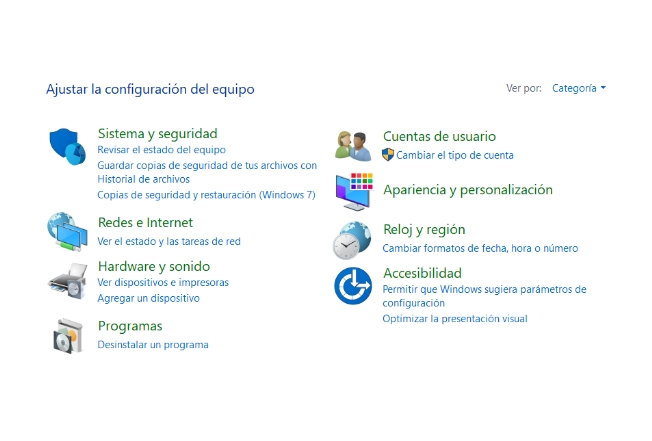 Ajustar la configuración del equipo
Ver por: Categoría
Sistema y seguridad
Revisar el estado del equipo
Guardar copias de seguridad de tus archivos con
Historial de archivos
Copias de seguridad y restauración (Windows 7)
Redes e Internet
Ver el estado y las tareas de red
Hardware y sonido
Ver dispositivos e impresoras
Agregar un dispositivo
Programas
Desinstalar un programa
Cuentas de usuario
Cambiar el tipo de cuenta
Apariencia y personalización
Reloj y región
Cambiar formatos de fecha, hora o número
Accesibilidad
Permitir que Windows sugiera parámetros de
configuración
Optimizar la presentación visual